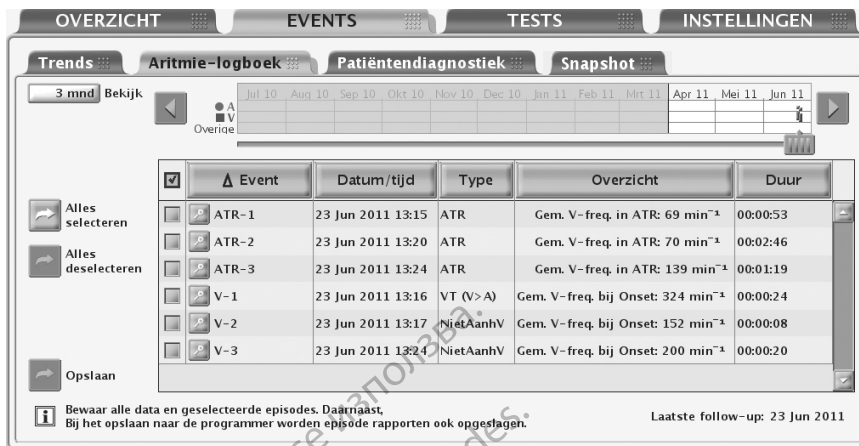 OVERZICHT EVENTS TESTS INSTELLINGEN
Trends Aritmie-logboek Patiëntendiagnostiek Snapshot
3 mnd Bekijk
Jul 10 Aug 10 Sep 10 Okt 10 Nov 10 Dec 10 Jan 11 Feb 11 Mrt 11 Apr 11 Mei 11 Jun 11
A
V
Overige
Δ Event Datum/tijd Type Overzicht Duur
Alles selecteren
Alles deselecteren
Opslaan
ATR-1 23 Jun 2011 13:15 ATR Gem. V-freq. in ATR: 69 min⁻¹ 00:00:53
ATR-2 23 Jun 2011 13:20 ATR Gem. V-freq. in ATR: 70 min⁻¹ 00:02:46
ATR-3 23 Jun 2011 13:24 ATR Gem. V-freq. in ATR: 139 min⁻¹ 00:01:19
V-1 23 Jun 2011 13:16 VT (V>A) Gem. V-freq. bij Onset: 324 min⁻¹ 00:00:24
V-2 23 Jun 2011 13:17 NietAanhV Gem. V-freq. bij Onset: 152 min⁻¹ 00:00:08
V-3 23 Jun 2011 13:24 NietAanhV Gem. V-freq. bij Onset: 200 min⁻¹ 00:00:20
i Bewaar alle data en geselecteerde episodes. Daarnaast,
Bij het opslaan naar de programmer worden episode rapporten ook opgeslagen.
Laatste follow-up: 23 Jun 2011